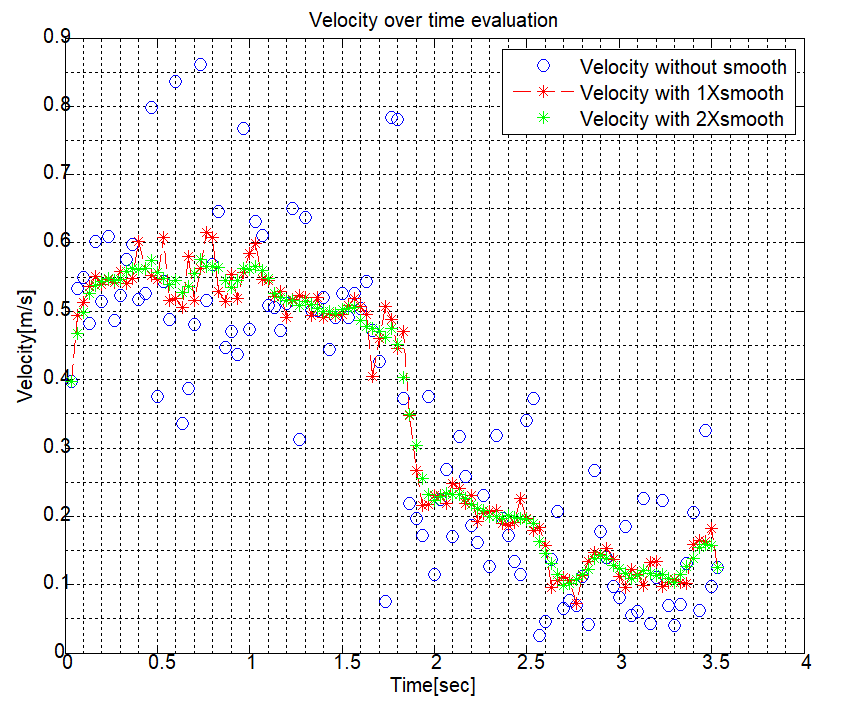 Velocity over time evaluation
0.9
Velocity without smooth
Velocity with 1Xsmooth
Velocity with 2Xsmooth
0.8
0.7
0.6
0.5
0.4
0.3
0.2
0.1
0
Velocity[m/s]
0 0.5 1 1.5 2 2.5 3 3.5 4
Time[sec]